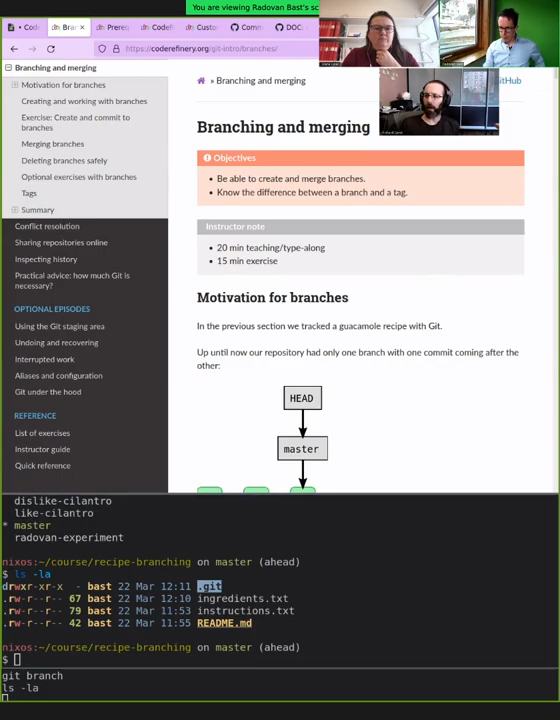 You are viewing Radovan Bast's sc
Cod
Bran
Prereq
Codefi
Custo
Comm
DOC:
https://coderefinery.org/git-intro/branches/
Branching and merging
Motivation for branches
Creating and working with branches
Exercise: Create and commit to
branches
Merging branches
Deleting branches safely
Optional exercises with branches
Tags
Summary
Conflict resolution
Sharing repositories online
Inspecting history
Practical advice: how much Git is
necessary?
OPTIONAL EPISODES
Using the Git staging area
Undoing and recovering
Interrupted work
Aliases and configuration
Git under the hood
REFERENCE
List of exercises
Instructor guide
Quick reference
» Branching and merging
itHub
Branching and merging
Objectives
• Be able to create and merge branches.
• Know the difference between a branch and a tag.
Instructor note
• 20 min teaching/type-along
• 15 min exercise
Motivation for branches
In the previous section we tracked a guacamole recipe with Git.
Up until now our repository had only one branch with one commit coming after the
other:
HEAD
master
dislike-cilantro
like-cilantro
* master
radovan-experiment
nixos:~/course/recipe-branching on master (ahead)
$ ls -la
drwxr-xr-x - bast 22 Mar 12:11 .git
.rw-r--r-- 67 bast 22 Mar 12:10 ingredients.txt
.rw-r--r-- 79 bast 22 Mar 11:53 instructions.txt
.rw-r--r-- 42 bast 22 Mar 11:55 README.md
nixos:~/course/recipe-branching on master (ahead)
$
git branch
ls -la